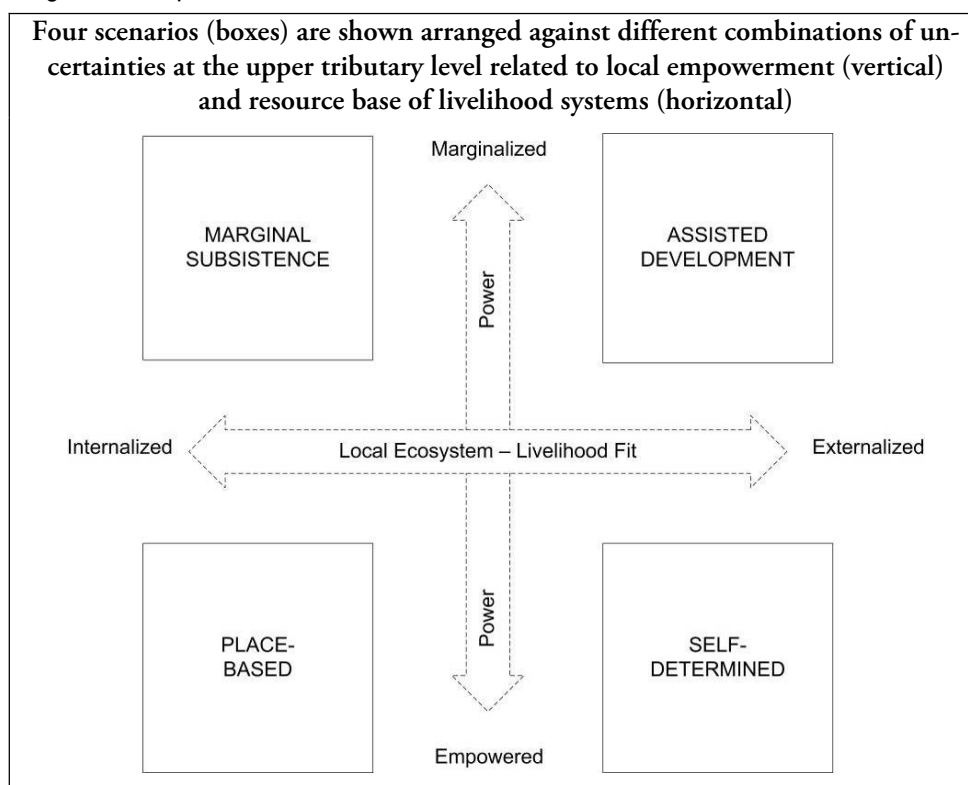 Four scenarios (boxes) are shown arranged against different combinations of un-
certainties at the upper tributary level related to local empowerment (vertical)
and resource base of livelihood systems (horizontal)
Marginalized
MARGINAL
SUBSISTENCE
ASSISTED
DEVELOPMENT
Power
Internalized
Local Ecosystem – Livelihood Fit
Externalized
Power
PLACE-
BASED
SELF-
DETERMINED
Empowered